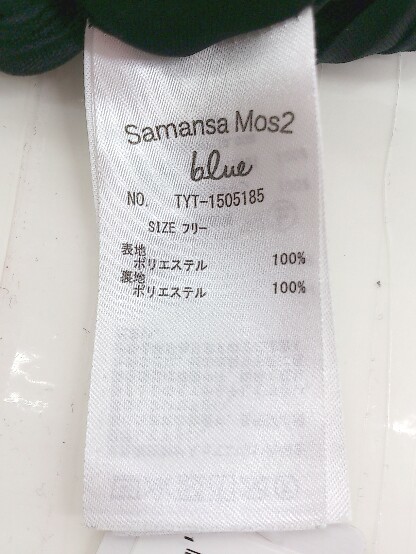 Samansa Mos2
blue
NO. TYT-1505185
SIZE フリー
表地
ポリエステル 100%
裏地
ポリエステル 100%